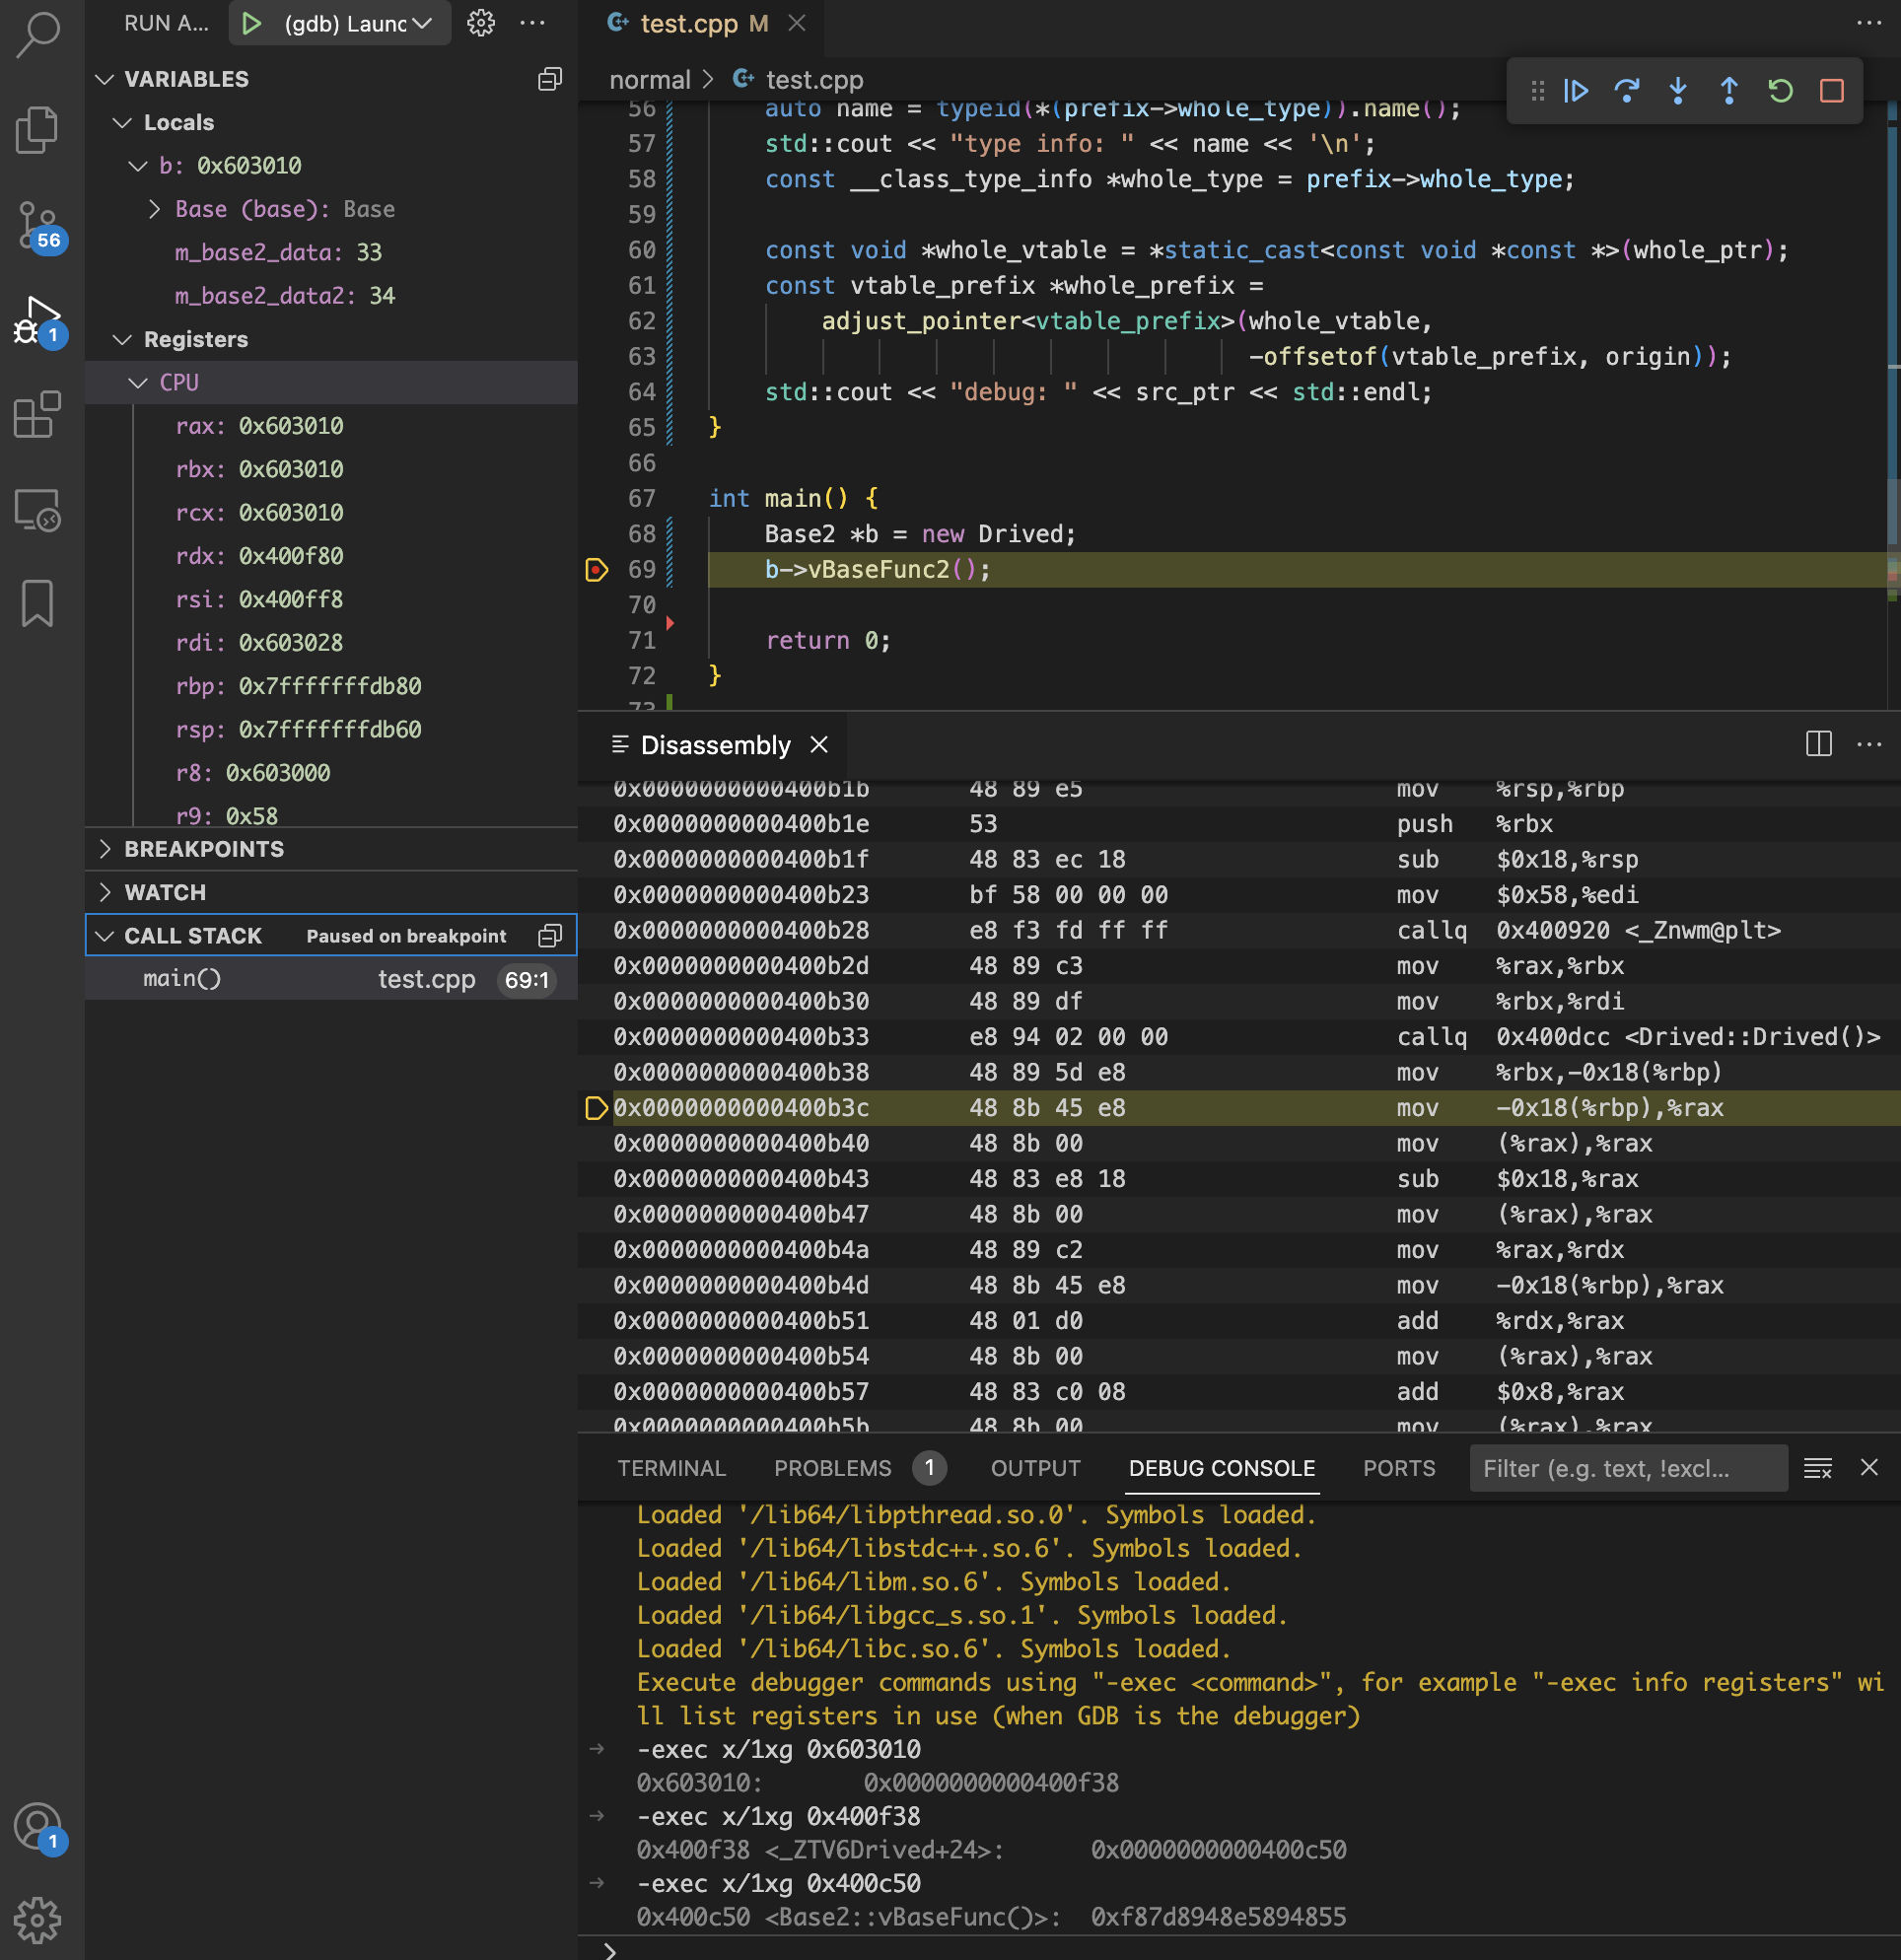 RUN A... (gdb) Launc
VARIABLES
Locals
b: 0x603010
Base (base): Base
m_base2_data: 33
m_base2_data2: 34
Registers
CPU
rax: 0x603010
rbx: 0x603010
rcx: 0x603010
rdx: 0x400f80
rsi: 0x400ff8
rdi: 0x603028
rbp: 0x7fffffffdb80
rsp: 0x7fffffffdb60
r8: 0x603000
r9: 0x58
BREAKPOINTS
WATCH
CALL STACK Paused on breakpoint
main() test.cpp 69:1
56
1
1
test.cpp M
normal > test.cpp
56 auto name = typeid(*(prefix->whole_type)).name();
57 std::cout << "type info: " << name << '\n';
58 const __class_type_info *whole_type = prefix->whole_type;
59
60 const void *whole_vtable = *static_cast<const void *const *>(whole_ptr);
61 const vtable_prefix *whole_prefix =
62 adjust_pointer<vtable_prefix>(whole_vtable,
63 -offsetof(vtable_prefix, origin));
64 std::cout << "debug: " << src_ptr << std::endl;
65 }
66
67 int main() {
68 Base2 *b = new Drived;
69 b->vBaseFunc2();
70
71 return 0;
72 }
73
Disassembly
0x0000000000400b1b 48 89 e5 mov %rsp,%rbp
0x0000000000400b1e 53 push %rbx
0x0000000000400b1f 48 83 ec 18 sub $0x18,%rsp
0x0000000000400b23 bf 58 00 00 00 mov $0x58,%edi
0x0000000000400b28 e8 f3 fd ff ff callq 0x400920 <_Znwm@plt>
0x0000000000400b2d 48 89 c3 mov %rax,%rbx
0x0000000000400b30 48 89 df mov %rbx,%rdi
0x0000000000400b33 e8 94 02 00 00 callq 0x400dcc <Drived::Drived()>
0x0000000000400b38 48 89 5d e8 mov %rbx,-0x18(%rbp)
0x0000000000400b3c 48 8b 45 e8 mov -0x18(%rbp),%rax
0x0000000000400b40 48 8b 00 mov (%rax),%rax
0x0000000000400b43 48 83 e8 18 sub $0x18,%rax
0x0000000000400b47 48 8b 00 mov (%rax),%rax
0x0000000000400b4a 48 89 c2 mov %rax,%rdx
0x0000000000400b4d 48 8b 45 e8 mov -0x18(%rbp),%rax
0x0000000000400b51 48 01 d0 add %rdx,%rax
0x0000000000400b54 48 8b 00 mov (%rax),%rax
0x0000000000400b57 48 83 c0 08 add $0x8,%rax
0x0000000000400b5b 48 8b 00 mov (%rax),%rax
TERMINAL PROBLEMS 1 OUTPUT DEBUG CONSOLE PORTS Filter (e.g. text, !excl...
Loaded '/lib64/libpthread.so.0'. Symbols loaded.
Loaded '/lib64/libstdc++.so.6'. Symbols loaded.
Loaded '/lib64/libm.so.6'. Symbols loaded.
Loaded '/lib64/libgcc_s.so.1'. Symbols loaded.
Loaded '/lib64/libc.so.6'. Symbols loaded.
Execute debugger commands using "-exec <command>", for example "-exec info registers" wi
ll list registers in use (when GDB is the debugger)
→ -exec x/1xg 0x603010
0x603010: 0x0000000000400f38
→ -exec x/1xg 0x400f38
0x400f38 <_ZTV6Drived+24>: 0x0000000000400c50
→ -exec x/1xg 0x400c50
0x400c50 <Base2::vBaseFunc()>: 0xf87d8948e5894855
>